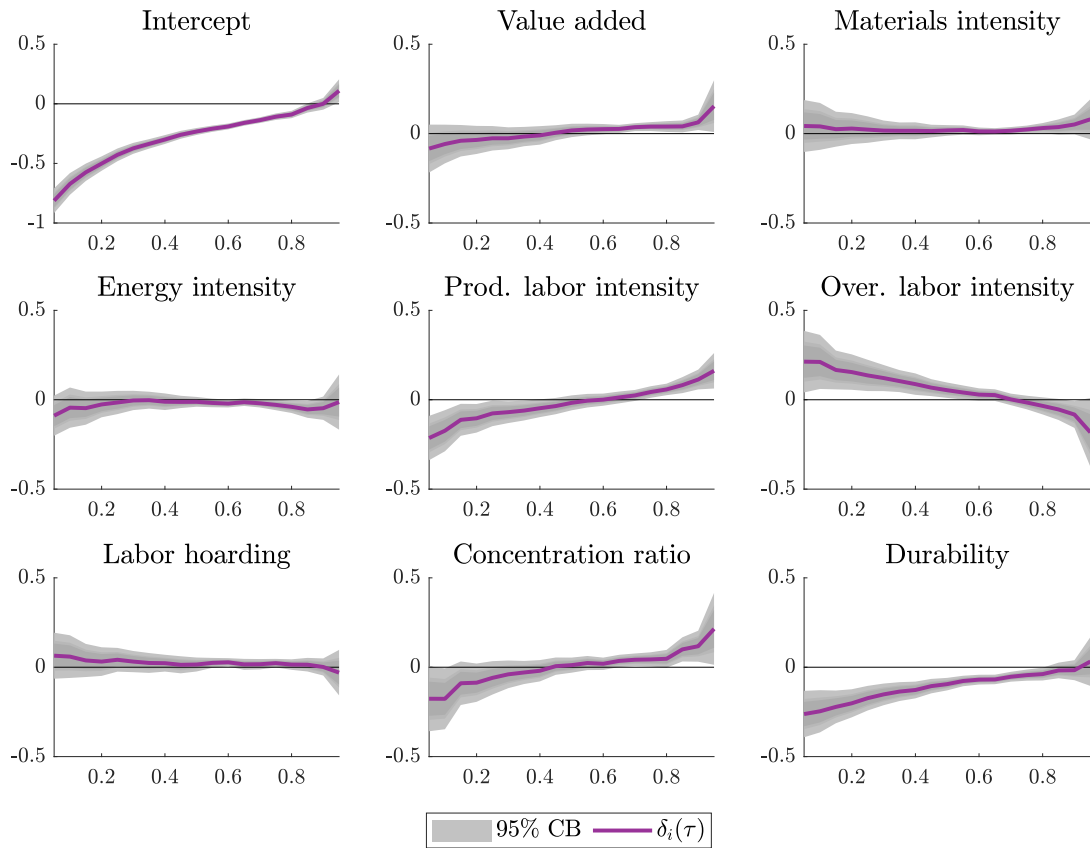 Intercept
Value added
Materials intensity
0.5
0
-0.5
-1
0.2 0.4 0.6 0.8
0.5
0
-0.5
0.2 0.4 0.6 0.8
0.5
0
-0.5
0.2 0.4 0.6 0.8
Energy intensity
Prod. labor intensity
Over. labor intensity
0.5
0
-0.5
0.2 0.4 0.6 0.8
0.5
0
-0.5
0.2 0.4 0.6 0.8
0.5
0
-0.5
0.2 0.4 0.6 0.8
Labor hoarding
Concentration ratio
Durability
0.5
0
-0.5
0.2 0.4 0.6 0.8
0.5
0
-0.5
0.2 0.4 0.6 0.8
0.5
0
-0.5
0.2 0.4 0.6 0.8
95% CB δᵢ(τ)